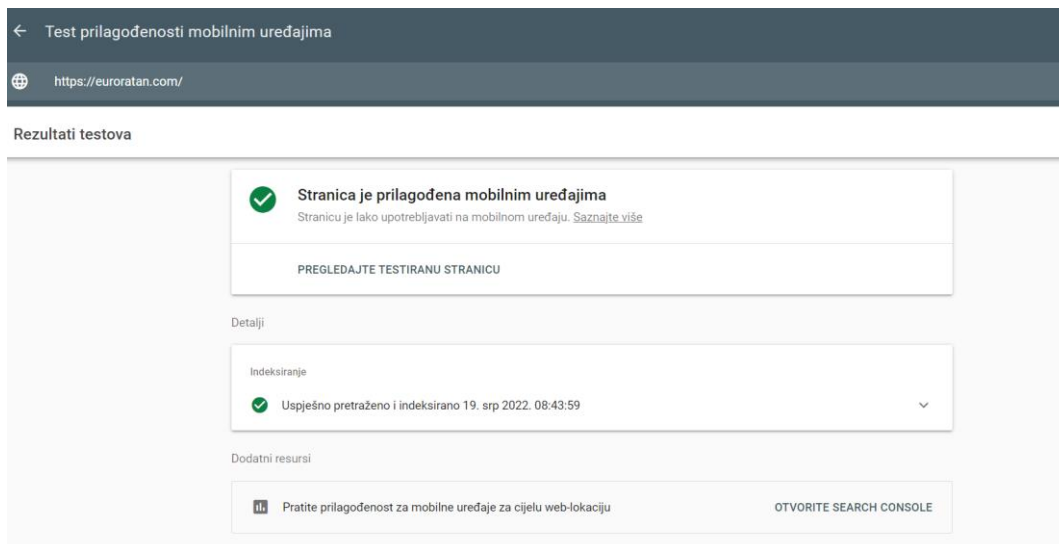 Test prilagođenosti mobilnim uređajima
https://euroratan.com/
Rezultati testova
Stranica je prilagođena mobilnim uređajima
Stranicu je lako upotrebljavati na mobilnom uređaju. Saznajte više
PREGLEDAJTE TESTIRANU STRANICU
Detalji
Indeksiranje
Uspješno pretraženo i indeksirano 19. srp 2022. 08:43:59
Dodatni resursi
Pratite prilagođenost za mobilne uređaje za cijelu web-lokaciju OTVORITE SEARCH CONSOLE